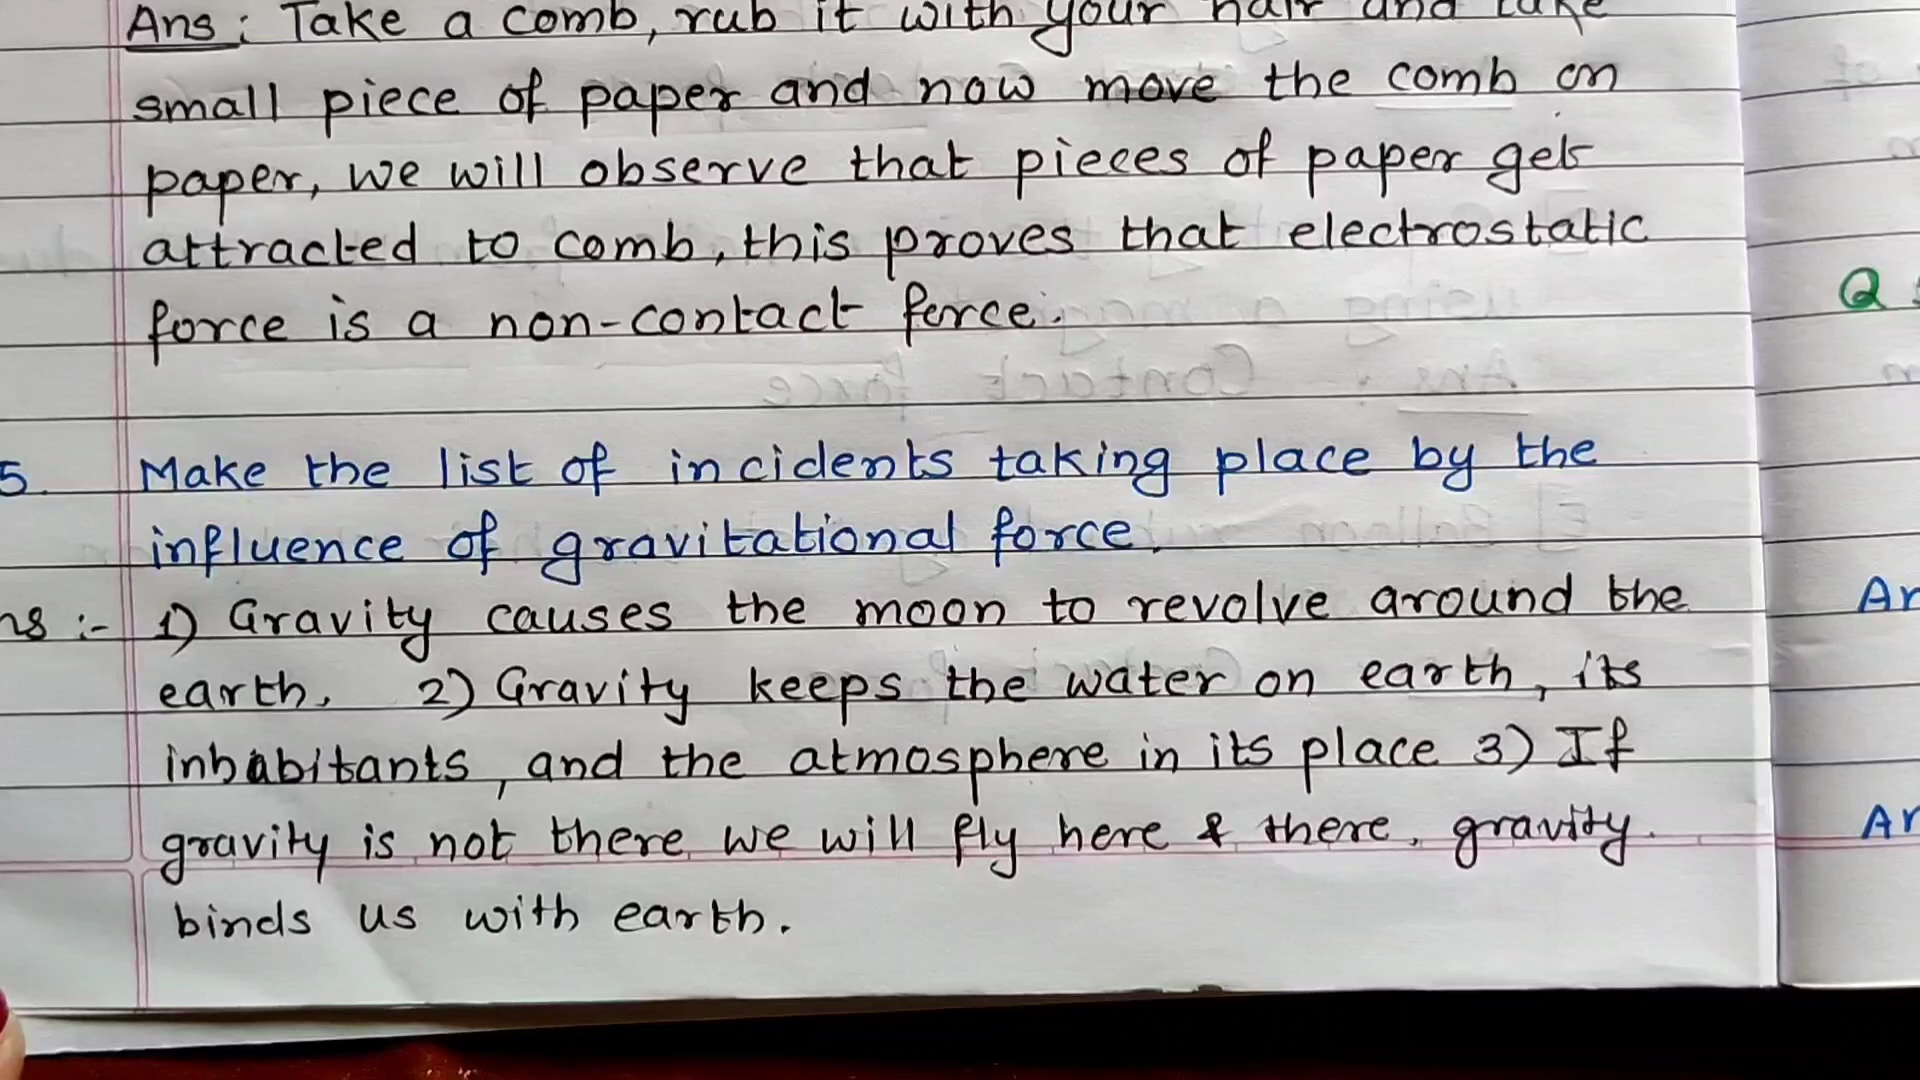 Ans : Take a comb, rub it with your hair and take
small piece of paper and now move the comb on
paper, we will observe that pieces of paper gets
attracted to comb, this proves that electrostatic
force is a non-contact force.
5. Make the list of incidents taking place by the
influence of gravitational force.
ns :- 1) Gravity causes the moon to revolve around the
earth. 2) Gravity keeps the water on earth, its
inhabitants, and the atmosphere in its place 3) If
gravity is not there we will fly here & there. gravity
binds us with earth.
Q
An
An